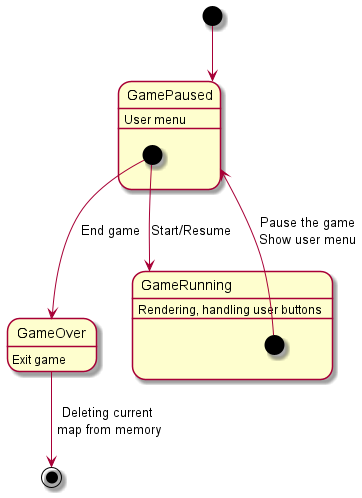 GamePaused
User menu
End game
Start/Resume
Pause the game
Show user menu
GameRunning
Rendering, handling user buttons
GameOver
Exit game
Deleting current
map from memory